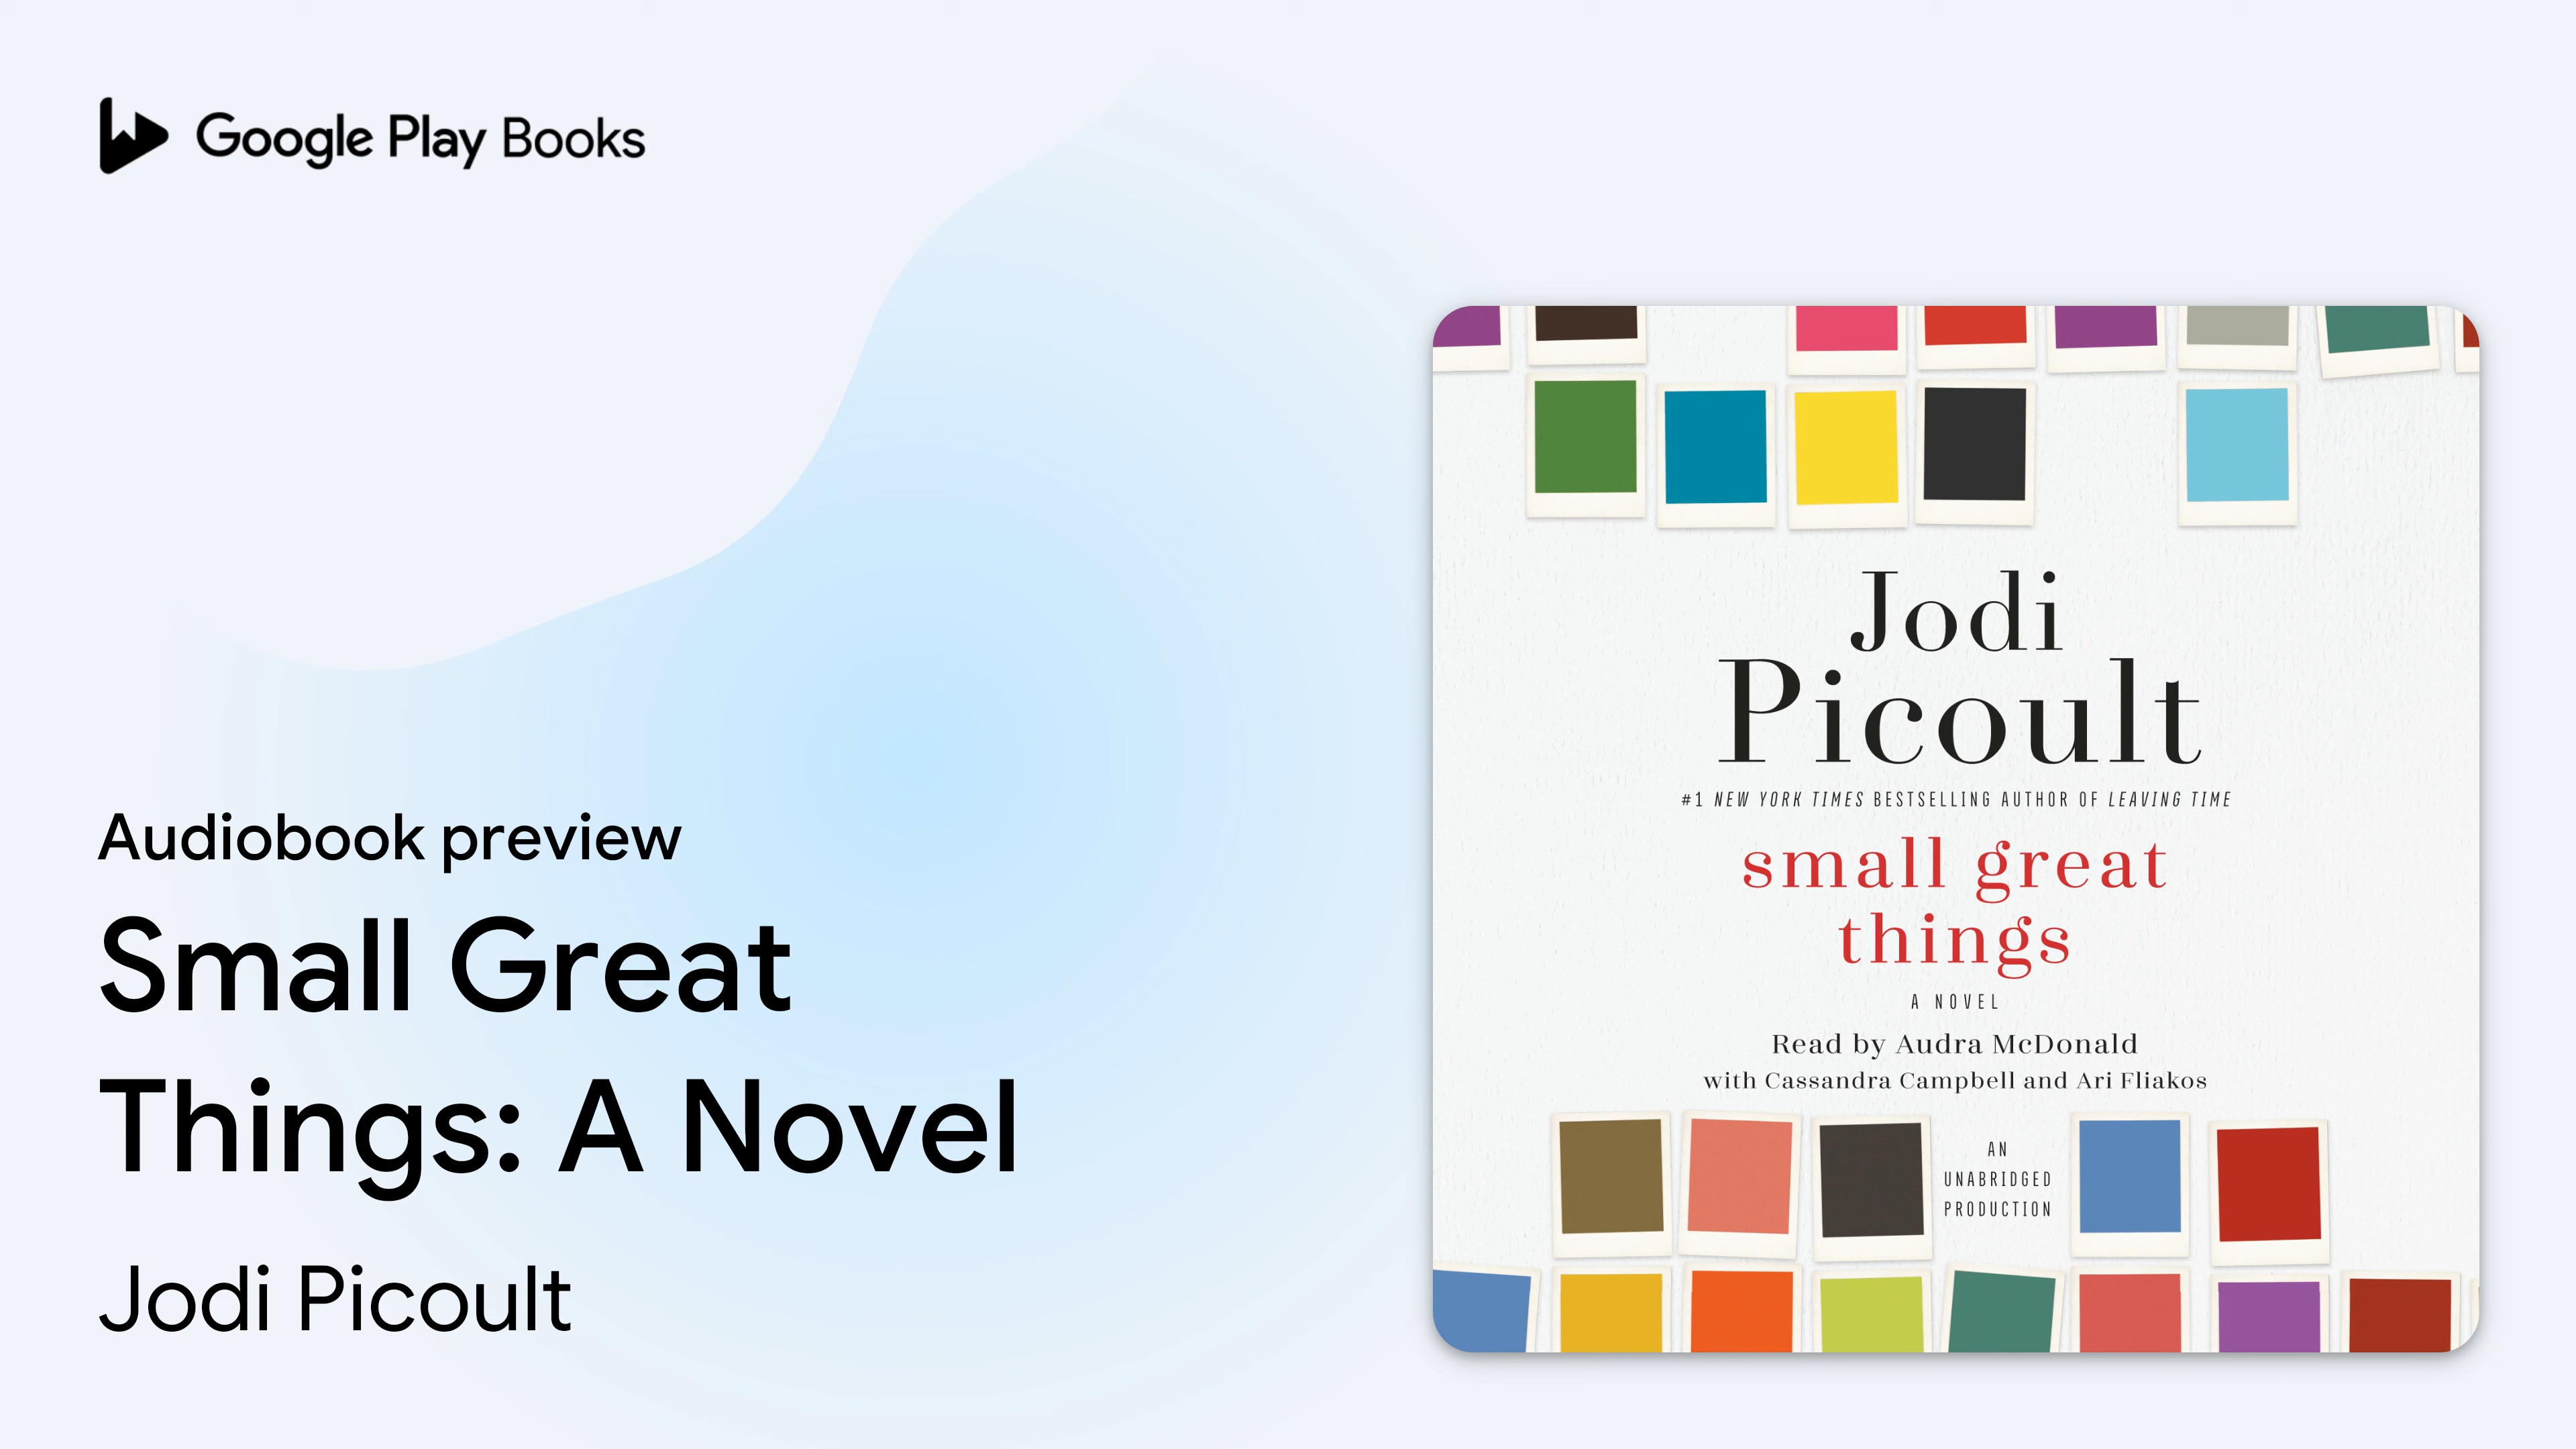 Google Play Books
Audiobook preview
Small Great
Things: A Novel
Jodi Picoult
Jodi
Picoult
#1 NEW YORK TIMES BESTSELLING AUTHOR OF LEAVING TIME
small great
things
A NOVEL
Read by Audra McDonald
with Cassandra Campbell and Ari Fliakos
AN
UNABRIDGED
PRODUCTION